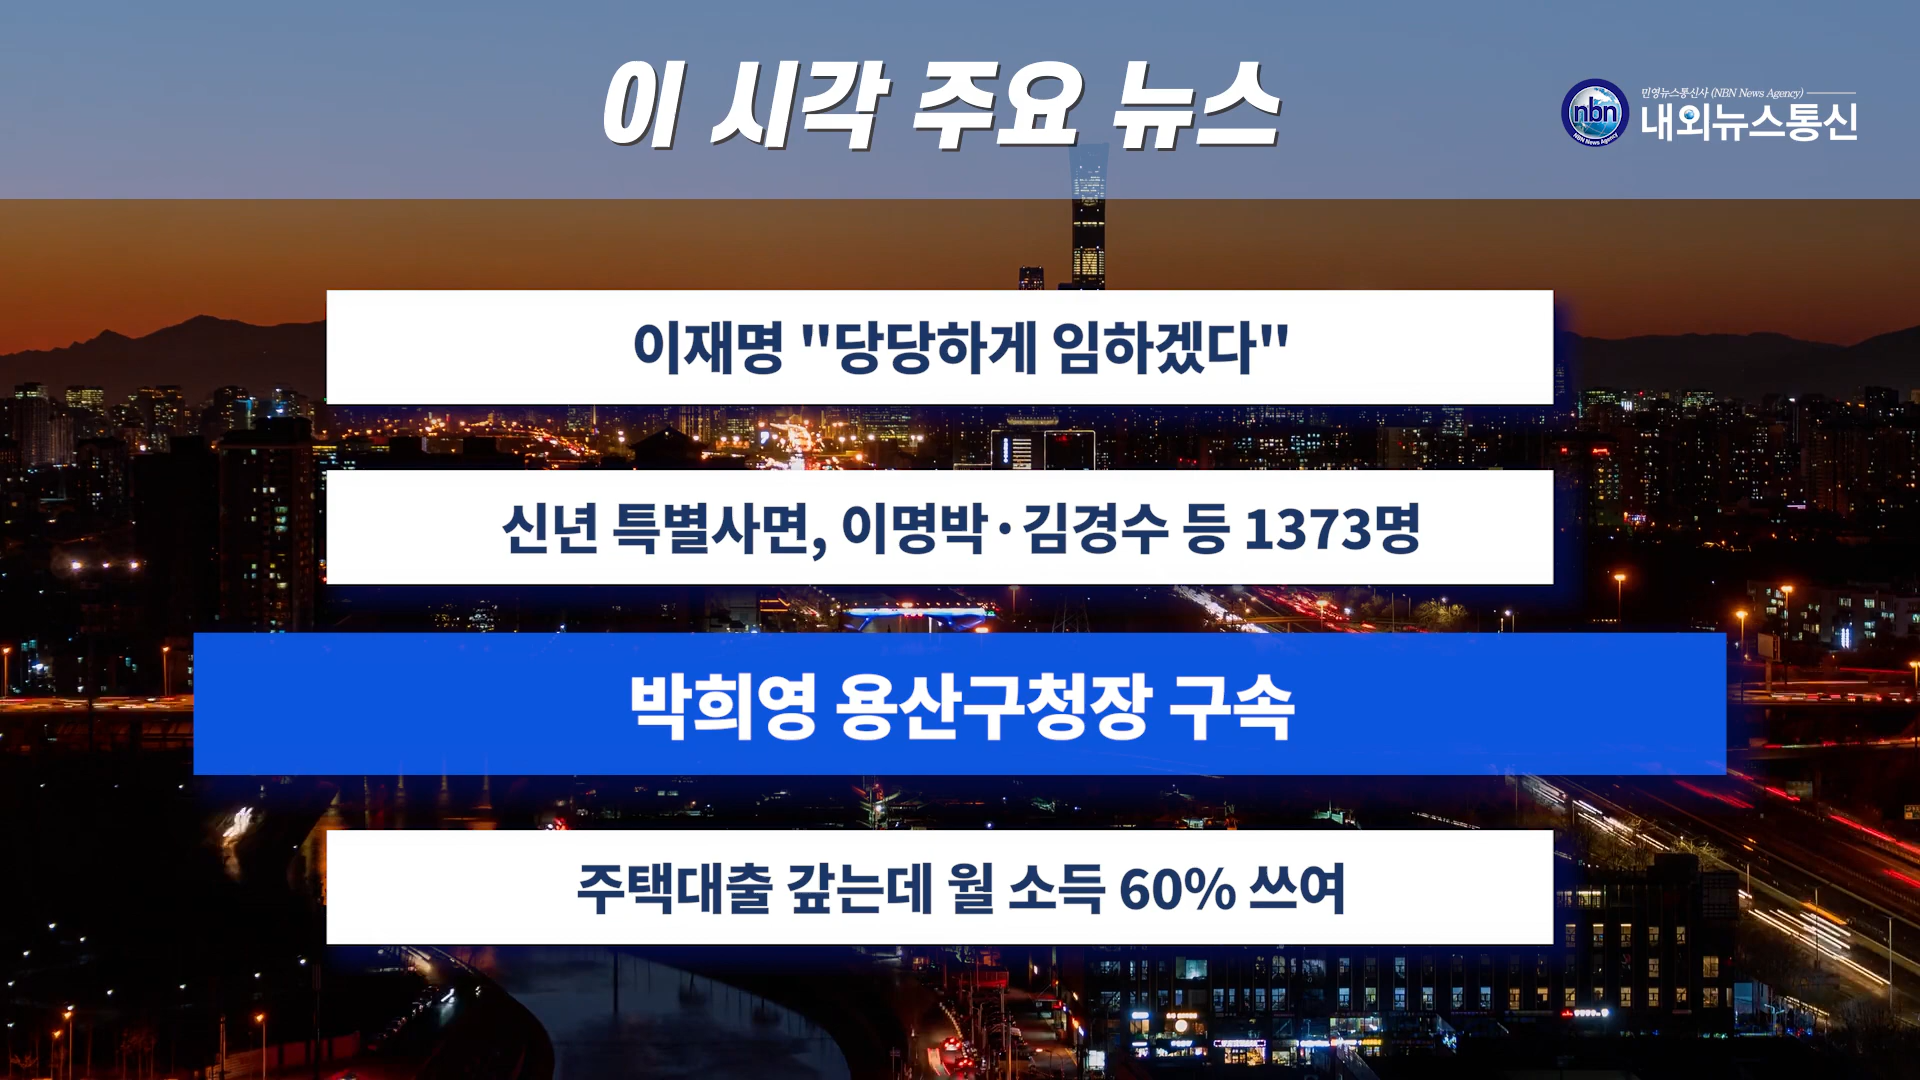 이 시각 주요 뉴스
민영뉴스통신사 (NBN News Agency)
nbn
NBN News Agency
내외뉴스통신
이재명 "당당하게 임하겠다"
신년 특별사면, 이명박·김경수 등 1373명
박희영 용산구청장 구속
주택대출 갚는데 월 소득 60% 쓰여